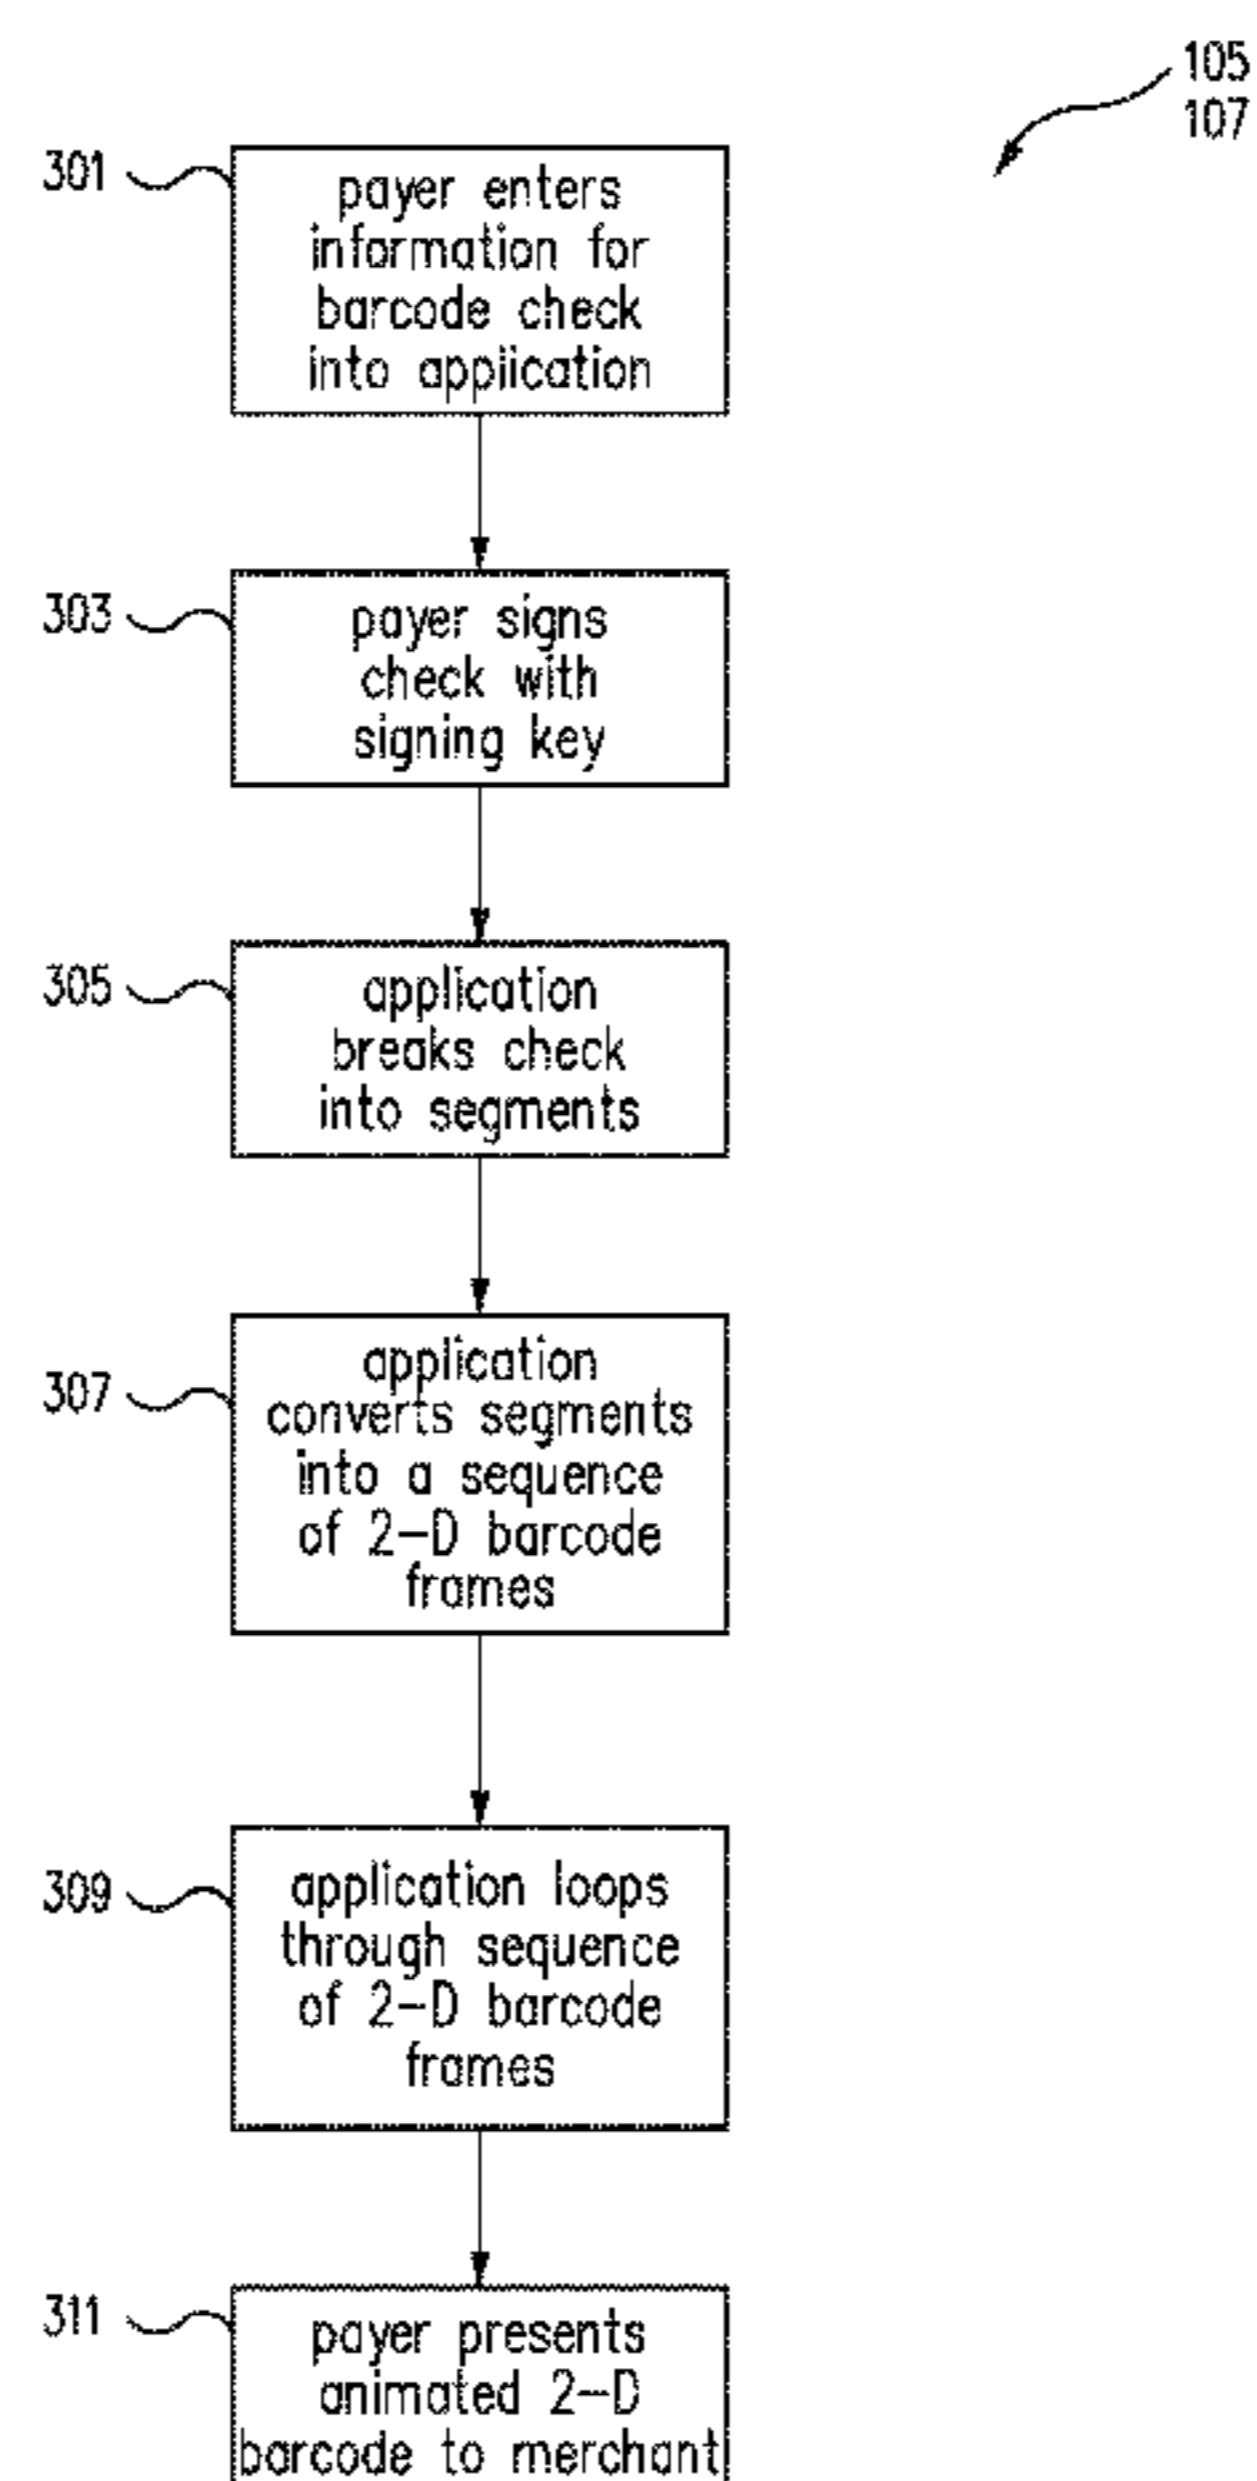 105
107
301
payer enters
information for
barcode check
into application
303
payer signs
check with
signing key
305
application
breaks check
into segments
307
application
converts segments
into a sequence
of 2-D barcode
frames
309
application loops
through sequence
of 2-D barcode
frames
311
payer presents
animated 2-D
barcode to merchant